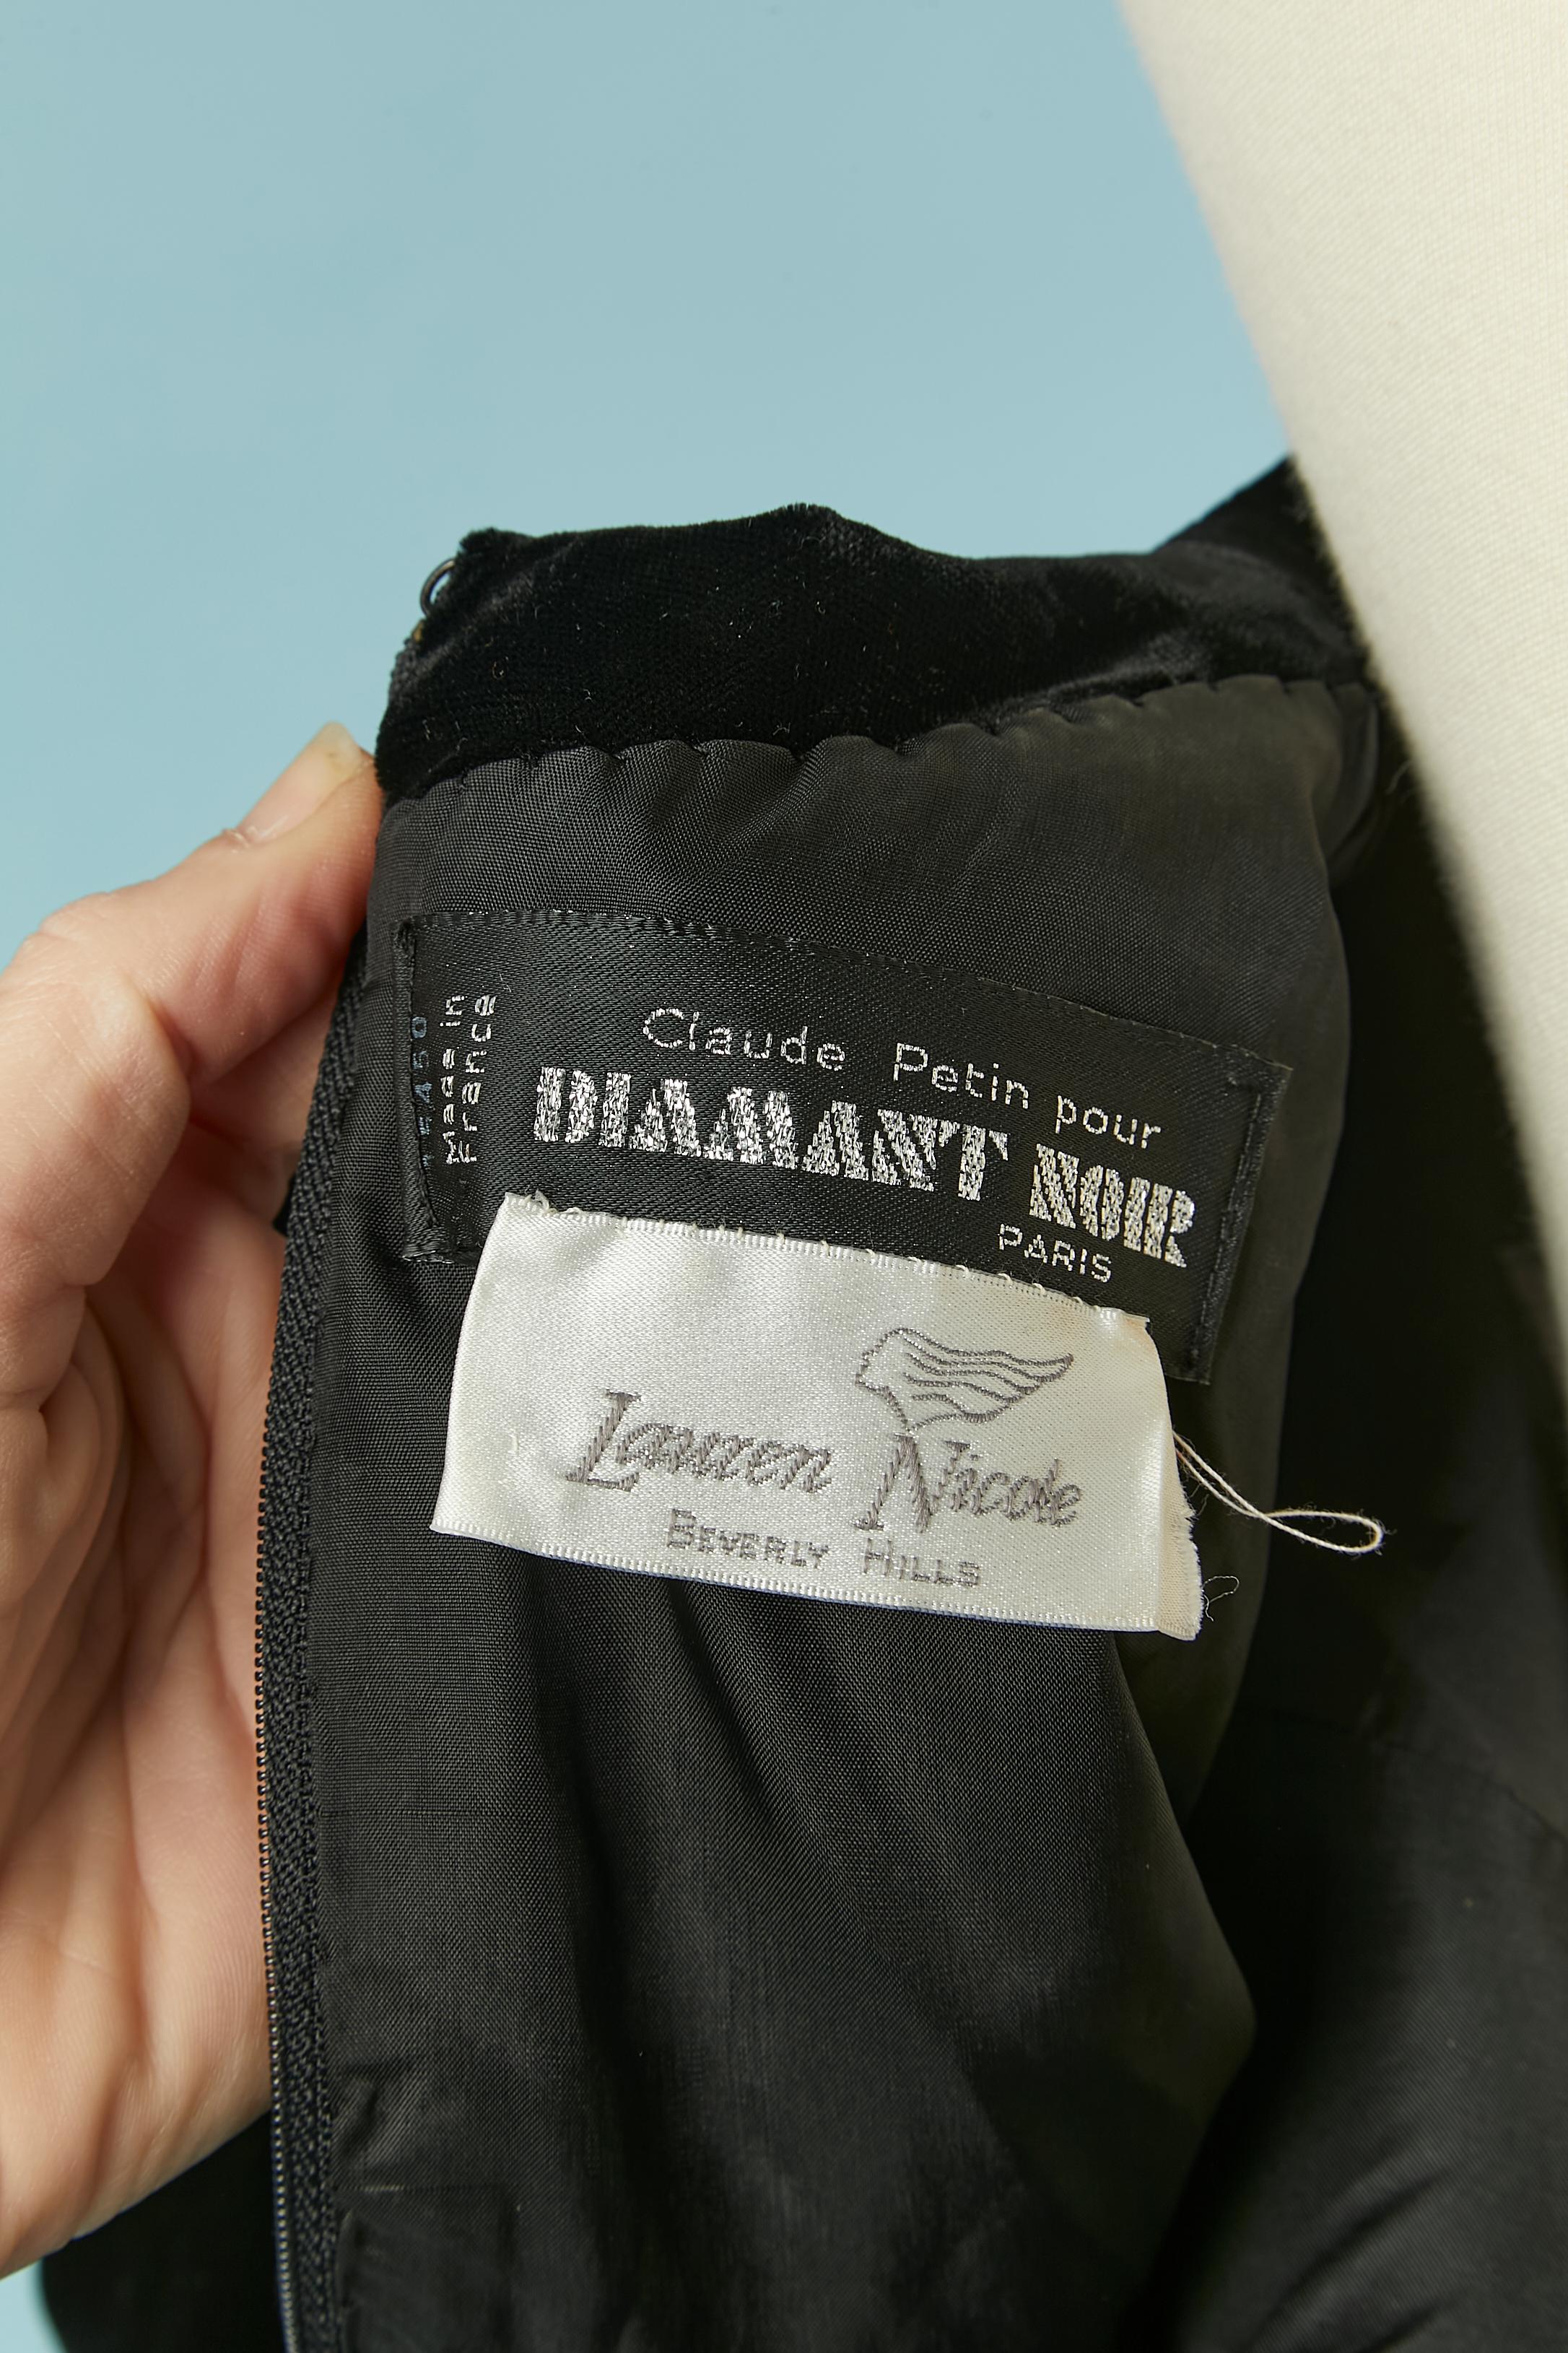 Made in
France
Claude Petin pour
DIAMANT NOIR
PARIS
Lauren Nicole
BEVERLY HILLS